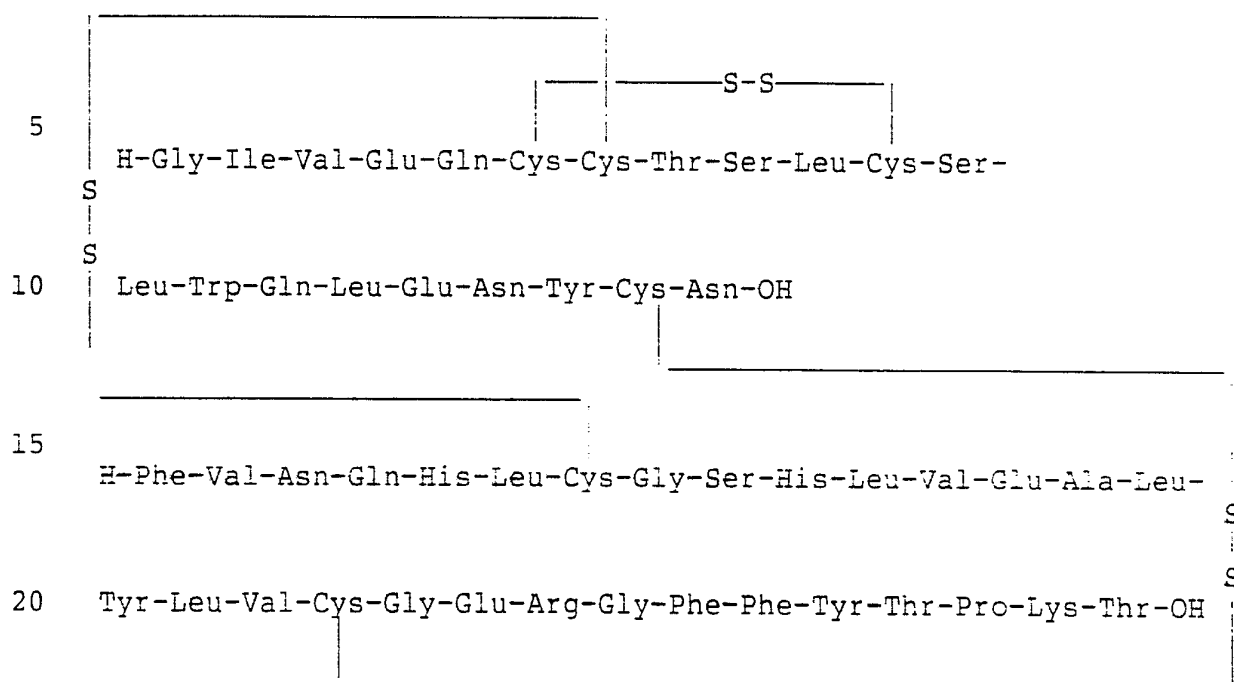 S-S
5
H-Gly-Ile-Val-Glu-Gln-Cys-Cys-Thr-Ser-Leu-Cys-Ser-
S
S
10 Leu-Trp-Gln-Leu-Glu-Asn-Tyr-Cys-Asn-OH
15
H-Phe-Val-Asn-Gln-His-Leu-Cys-Gly-Ser-His-Leu-Val-Glu-Ala-Leu-
S
S
20 Tyr-Leu-Val-Cys-Gly-Glu-Arg-Gly-Phe-Phe-Tyr-Thr-Pro-Lys-Thr-OH